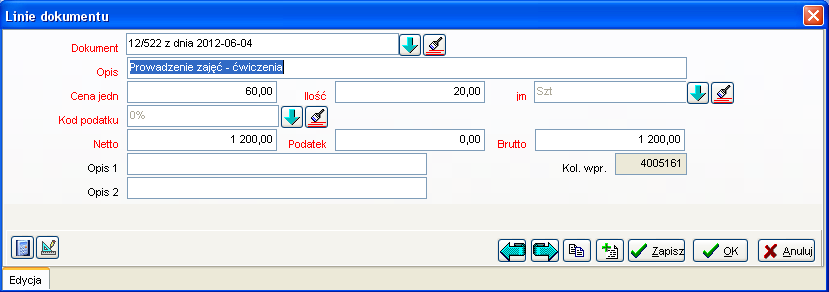 Linie dokumentu
Dokument 12/522 z dnia 2012-06-04
Opis Prowadzenie zajęć - ćwiczenia
Cena jedn 60,00 Ilość 20,00 jm Szt
Kod podatku 0%
Netto 1 200,00 Podatek 0,00 Brutto 1 200,00
Opis 1 Kol. wpr. 4005161
Opis 2
Zapisz OK Anuluj
Edycja